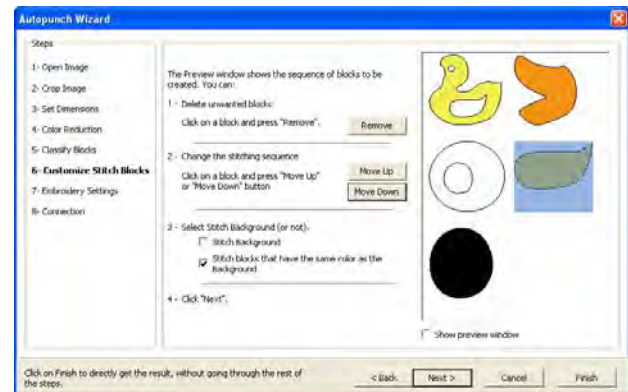 Autopunch Wizard
Steps
1- Open Image
2- Crop Image
3- Set Dimensions
4- Color Reduction
5- Classify Blocks
6- Customize Stitch Blocks
7- Embroidery Settings
8- Connection
The Preview window shows the sequence of blocks to be
created. You can:
1 - Delete unwanted blocks:
Click on a block and press "Remove".
Remove
2 - Change the stitching sequence
Click on a block and press "Move Up"
or "Move Down" button
Move Up
Move Down
3 - Select Stitch Background (or not).
Stitch Background
Stitch blocks that have the same color as the
Background
4 - Click "Next".
Show preview window
Click on Finish to directly get the result, without going through the rest of
the steps.
< Back
Next >
Cancel
Finish